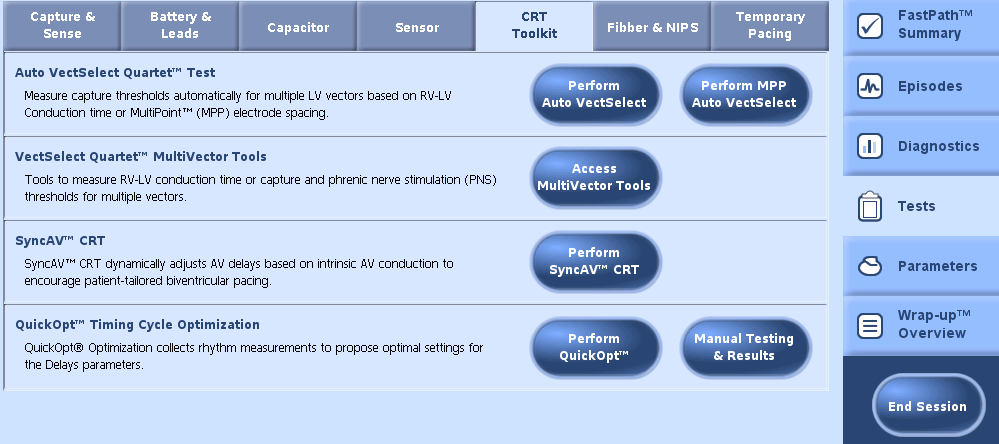 Capture & Sense
Battery & Leads
Capacitor
Sensor
CRT Toolkit
Fibber & NIPS
Temporary Pacing
Auto VectSelect Quartet™ Test
Measure capture thresholds automatically for multiple LV vectors based on RV-LV
Conduction time or MultiPoint™ (MPP) electrode spacing.
Perform
Auto VectSelect
Perform MPP
Auto VectSelect
VectSelect Quartet™ MultiVector Tools
Tools to measure RV-LV conduction time or capture and phrenic nerve stimulation (PNS)
thresholds for multiple vectors.
Access
MultiVector Tools
SyncAV™ CRT
SyncAV™ CRT dynamically adjusts AV delays based on intrinsic AV conduction to
encourage patient-tailored biventricular pacing.
Perform
SyncAV™ CRT
QuickOpt™ Timing Cycle Optimization
QuickOpt® Optimization collects rhythm measurements to propose optimal settings for
the Delays parameters.
Perform
QuickOpt™
Manual Testing
& Results
FastPath™
Summary
Episodes
Diagnostics
Tests
Parameters
Wrap-up™
Overview
End Session